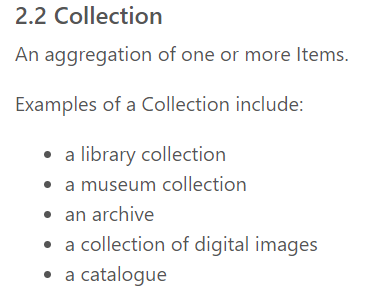 2.2 Collection
An aggregation of one or more Items.
Examples of a Collection include:
• a library collection
• a museum collection
• an archive
• a collection of digital images
• a catalogue